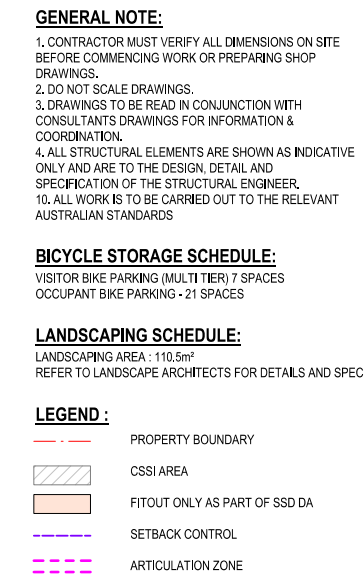 GENERAL NOTE:
1. CONTRACTOR MUST VERIFY ALL DIMENSIONS ON SITE
BEFORE COMMENCING WORK OR PREPARING SHOP
DRAWINGS.
2. DO NOT SCALE DRAWINGS.
3. DRAWINGS TO BE READ IN CONJUNCTION WITH
CONSULTANTS DRAWINGS FOR INFORMATION &
COORDINATION.
4. ALL STRUCTURAL ELEMENTS ARE SHOWN AS INDICATIVE
ONLY AND ARE TO THE DESIGN, DETAIL AND
SPECIFICATION OF THE STRUCTURAL ENGINEER.
10. ALL WORK IS TO BE CARRIED OUT TO THE RELEVANT
AUSTRALIAN STANDARDS
BICYCLE STORAGE SCHEDULE:
VISITOR BIKE PARKING (MULTI TIER) 7 SPACES
OCCUPANT BIKE PARKING - 21 SPACES
LANDSCAPING SCHEDULE:
LANDSCAPING AREA : 110.5m²
REFER TO LANDSCAPE ARCHITECTS FOR DETAILS AND SPEC
LEGEND :
PROPERTY BOUNDARY
CSSI AREA
FITOUT ONLY AS PART OF SSD DA
SETBACK CONTROL
ARTICULATION ZONE